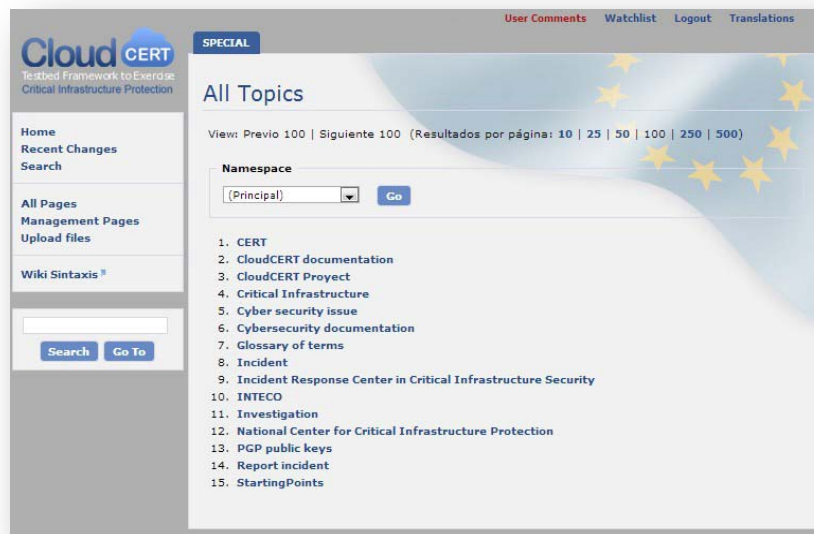 User Comments Watchlist Logout Translations
Cloud CERT
Testbed Framework to Exercise
Critical Infrastructure Protection
SPECIAL
All Topics
View: Previo 100 | Siguiente 100 (Resultados por página: 10 | 25 | 50 | 100 | 250 | 500)
Namespace
(Principal) Go
1. CERT
2. CloudCERT documentation
3. CloudCERT Proyect
4. Critical Infrastructure
5. Cyber security issue
6. Cybersecurity documentation
7. Glossary of terms
8. Incident
9. Incident Response Center in Critical Infrastructure Security
10. INTECO
11. Investigation
12. National Center for Critical Infrastructure Protection
13. PGP public keys
14. Report incident
15. StartingPoints
Home
Recent Changes
Search
All Pages
Management Pages
Upload files
Wiki Sintaxis
Search Go To